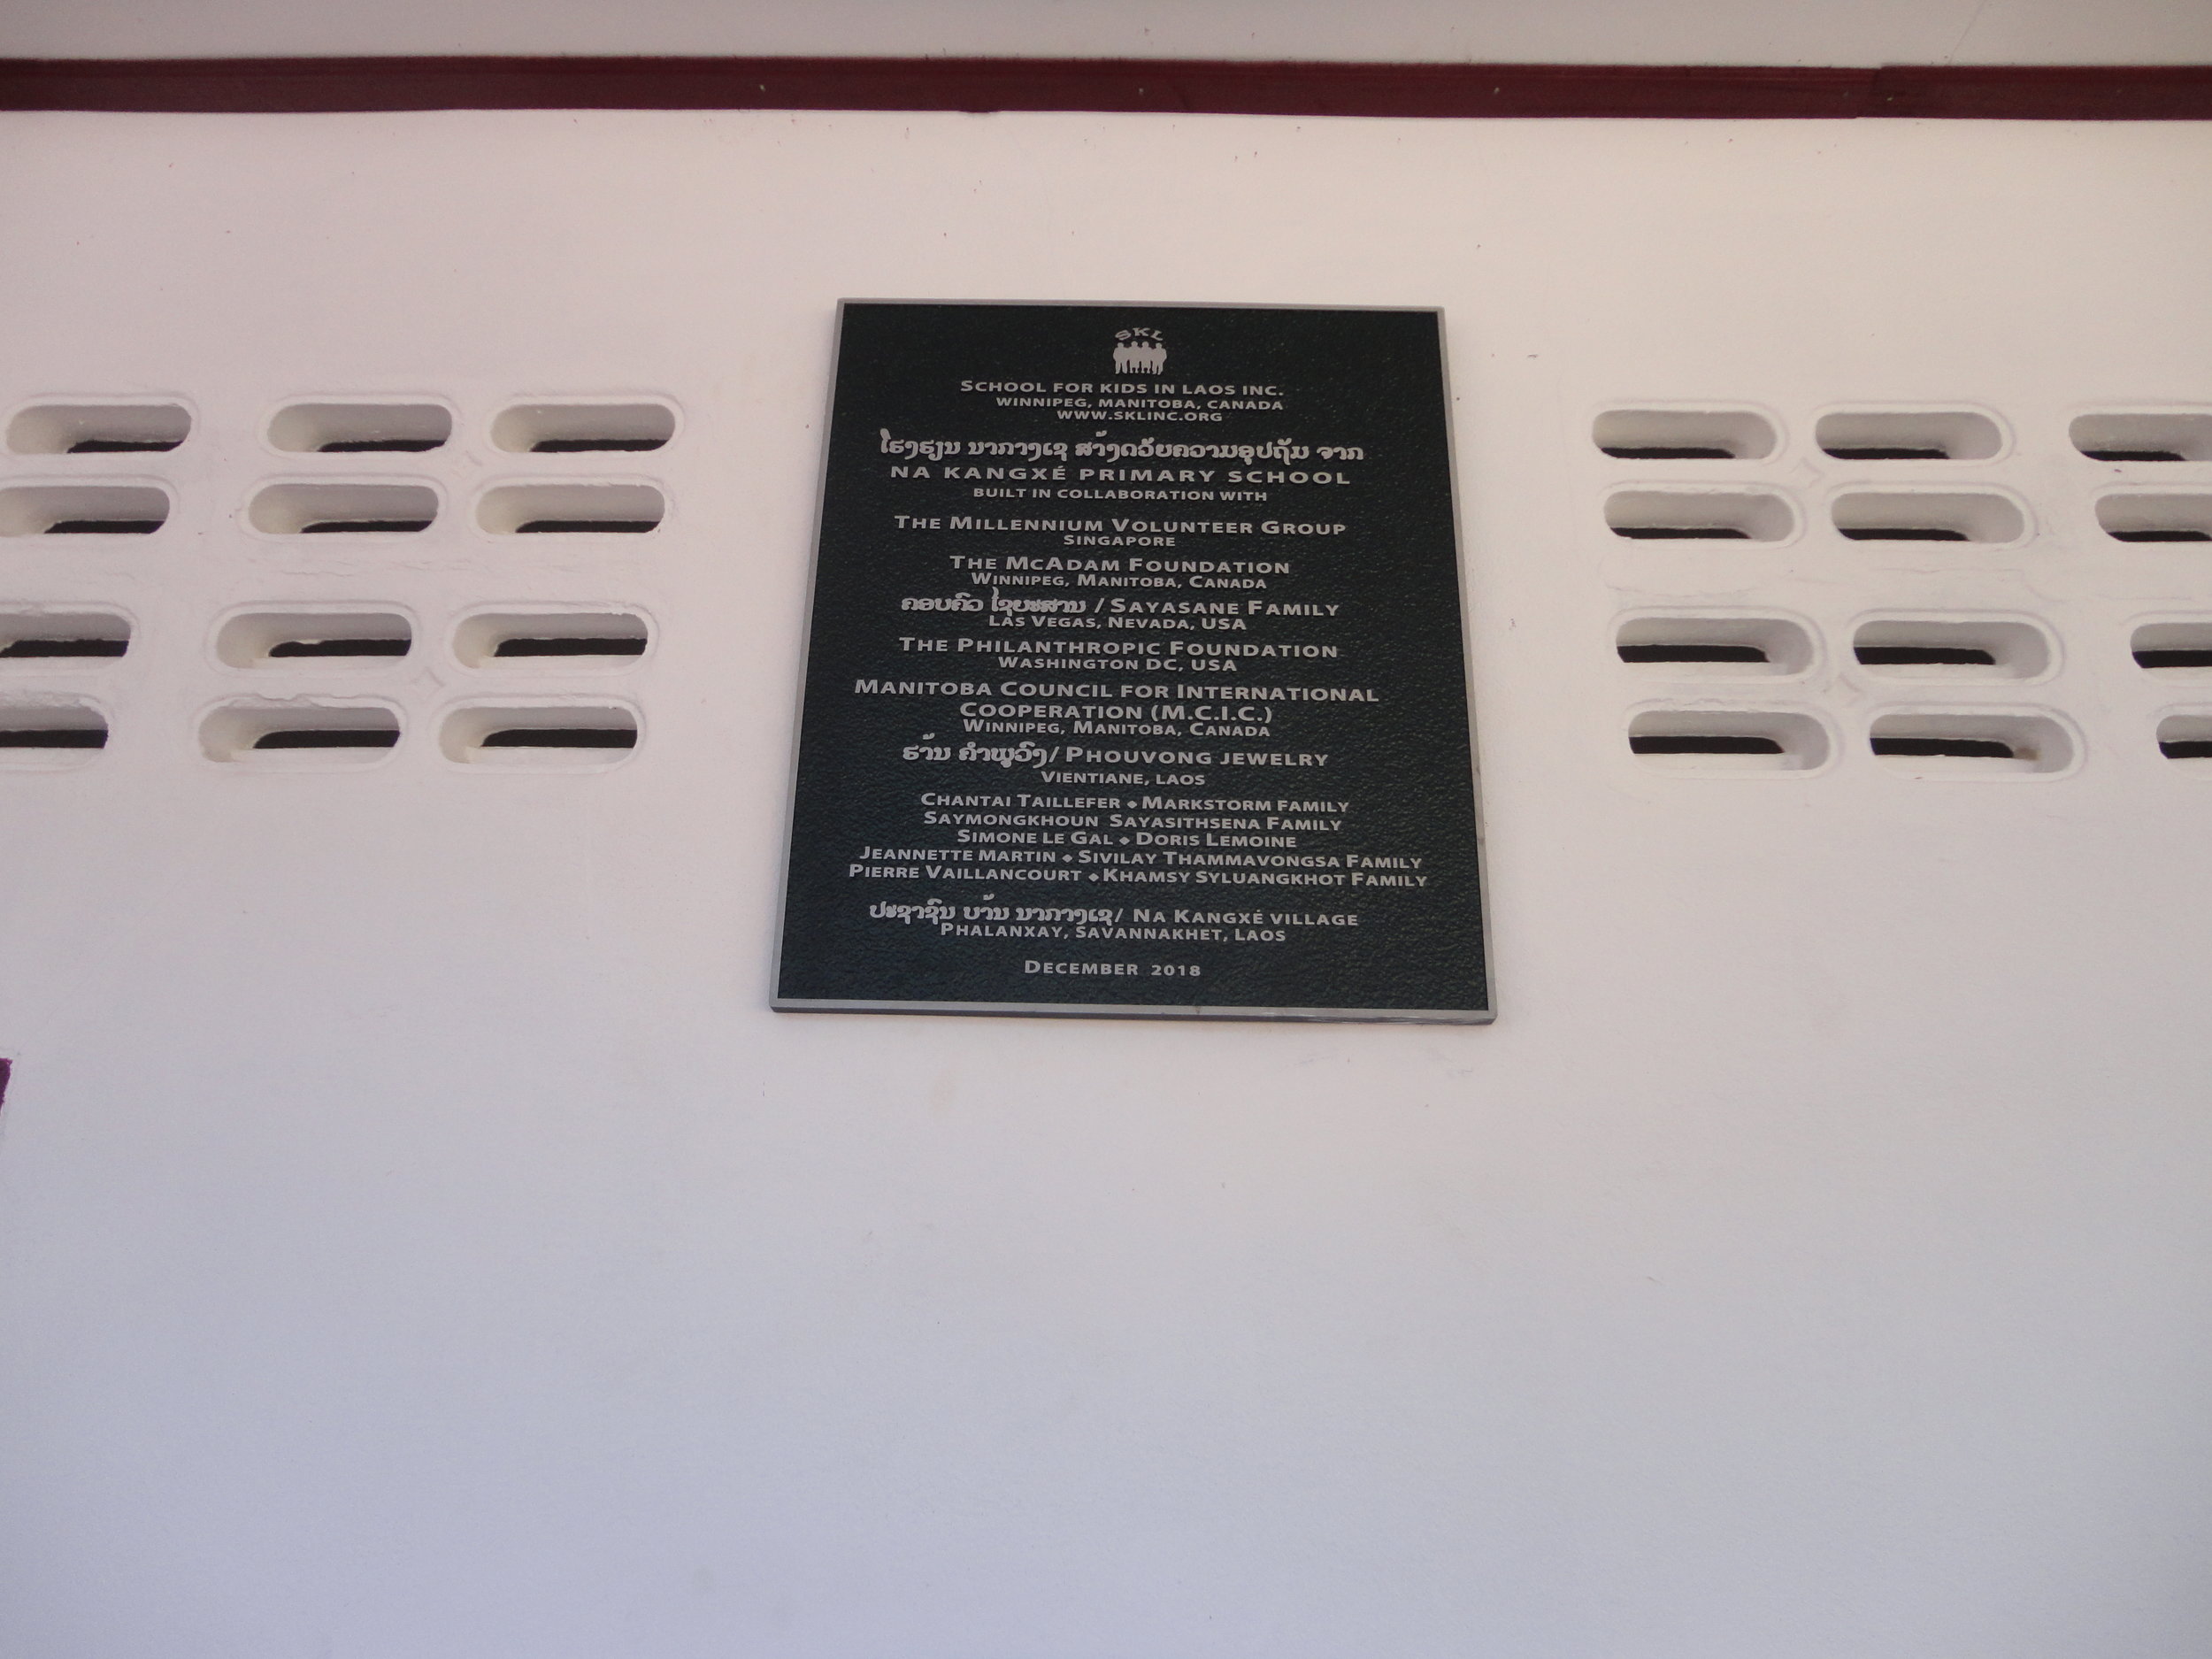 SKL
SCHOOL FOR KIDS IN LAOS INC.
WINNIPEG, MANITOBA, CANADA
WWW.SKLINC.ORG
ໂຮງຮຽນ ນາກາງເຊ ສ້າງດວ້ຍຄວາມອຸປຖັມ ຈາກ
NA KANGXÉ PRIMARY SCHOOL
BUILT IN COLLABORATION WITH
THE MILLENNIUM VOLUNTEER GROUP
SINGAPORE
THE MCADAM FOUNDATION
WINNIPEG, MANITOBA, CANADA
ຄອບຄົວ ໄຊຍະສານ / SAYASANE FAMILY
LAS VEGAS, NEVADA, USA
THE PHILANTHROPIC FOUNDATION
WASHINGTON DC, USA
MANITOBA COUNCIL FOR INTERNATIONAL
COOPERATION (M.C.I.C.)
WINNIPEG, MANITOBA, CANADA
ຮ້ານ ຄຳພູວົງ/ PHOUVONG JEWELRY
VIENTIANE, LAOS
CHANTAI TAILLEFER ⬥ MARKSTORM FAMILY
SAYMONGKHOUN SAYASITHSENA FAMILY
SIMONE LE GAL ⬥ DORIS LEMOINE
JEANNETTE MARTIN ⬥ SIVILAY THAMMAVONGSA FAMILY
PIERRE VAILLANCOURT ⬥ KHAMSY SYLUANGKHOT FAMILY
ປະຊາຊົນ ບ້ານ ນາກາງເຊ/ NA KANGXÉ VILLAGE
PHALANXAY, SAVANNAKHET, LAOS
DECEMBER 2018